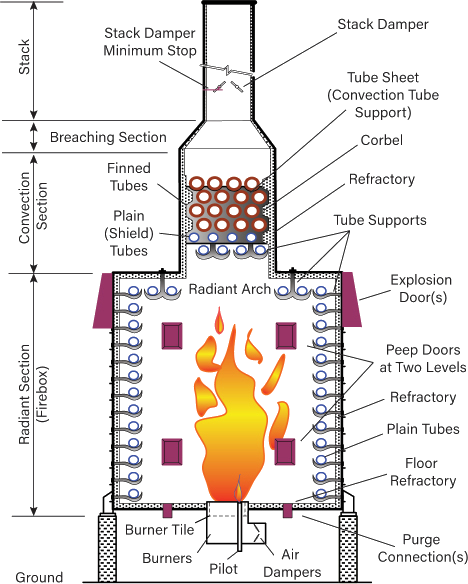 Stack
Stack Damper
Minimum Stop
Stack Damper
Tube Sheet
(Convection Tube
Support)
Breaching Section
Corbel
Convection
Section
Finned
Tubes
Refractory
Plain
(Shield)
Tubes
Tube Supports
Radiant Arch
Explosion
Door(s)
Radiant Section
(Firebox)
Peep Doors
at Two Levels
Refractory
Plain Tubes
Floor
Refractory
Burner Tile
Burners
Pilot
Air
Dampers
Purge
Connection(s)
Ground